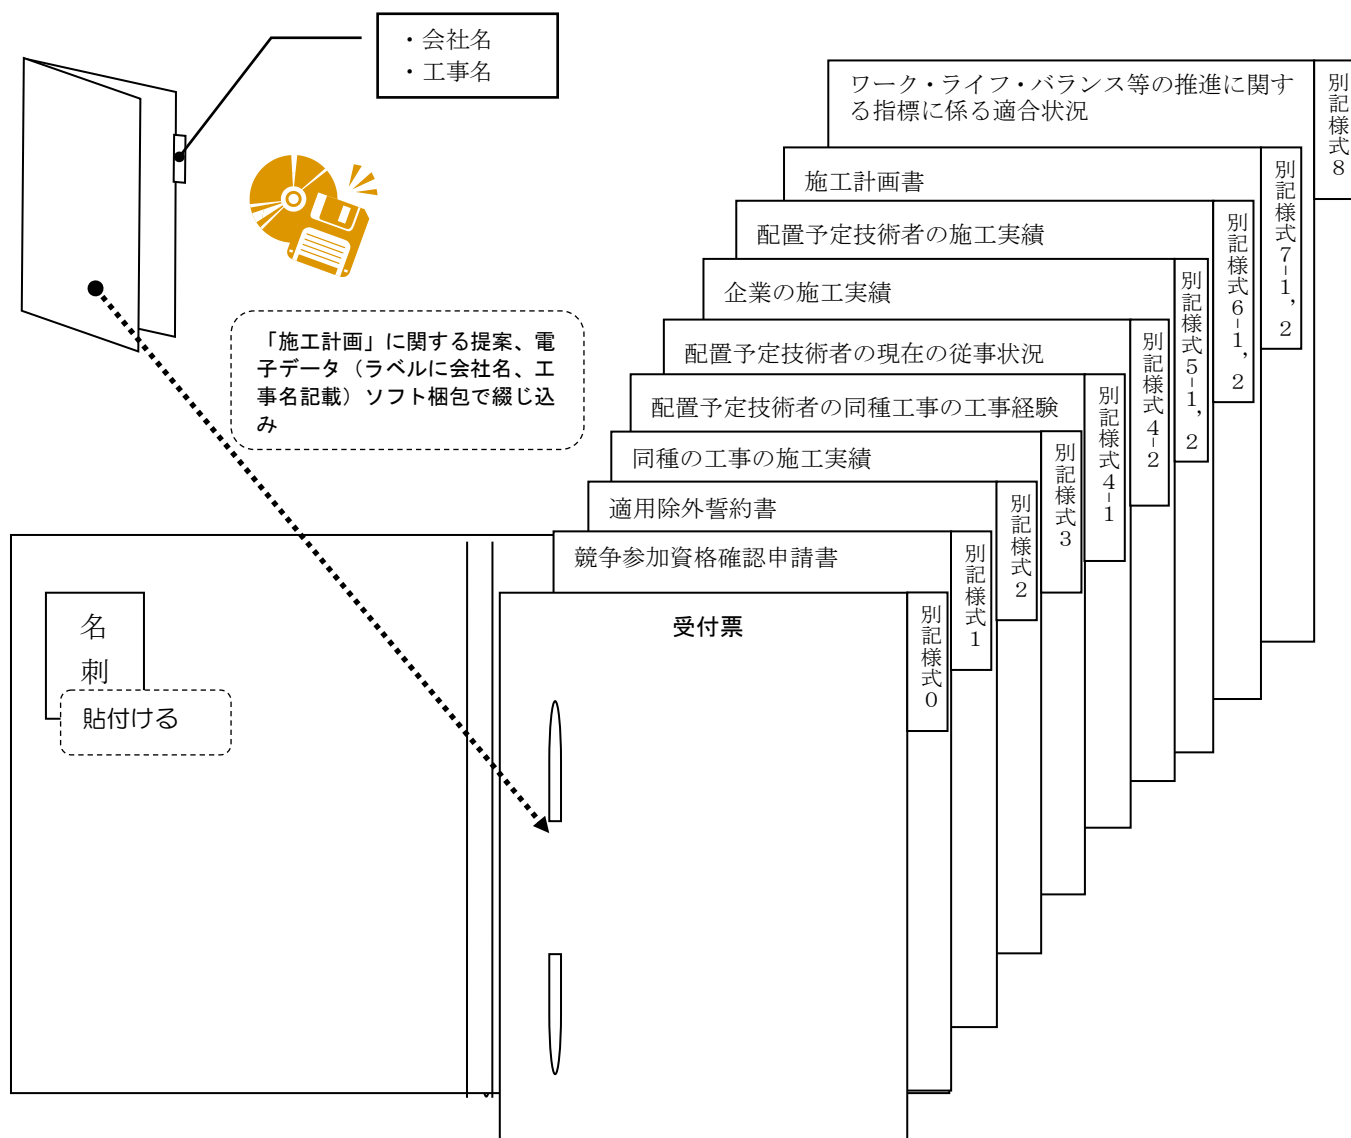 ・会社名
・工事名
ワーク・ライフ・バランス等の推進に関す
る指標に係る適合状況
別記様式８
施工計画書
別記様式７−１，２
配置予定技術者の施工実績
別記様式６−１，２
企業の施工実績
別記様式５−１，２
配置予定技術者の現在の従事状況
別記様式４−２
配置予定技術者の同種工事の工事経験
別記様式４−１
同種の工事の施工実績
別記様式３
適用除外誓約書
別記様式２
競争参加資格確認申請書
別記様式１
受付票
別記様式０
「施工計画」に関する提案、電
子データ（ラベルに会社名、工
事名記載）ソフト梱包で綴じ込
み
名
刺
貼付ける